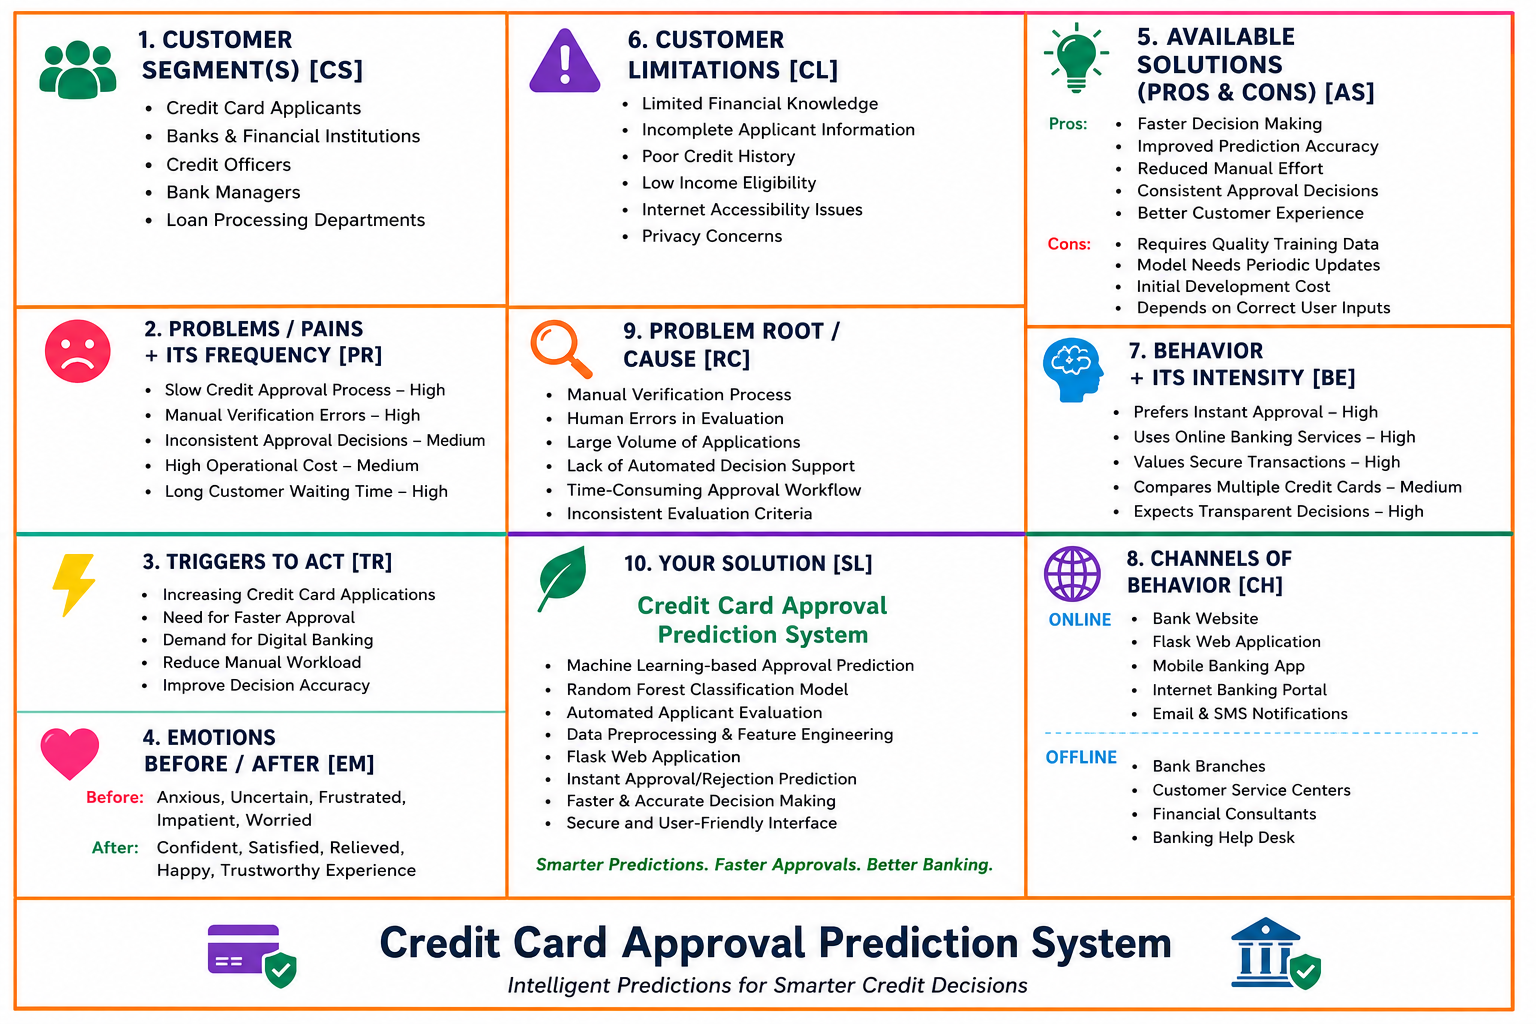 1. CUSTOMER
SEGMENT(S) [CS]
• Credit Card Applicants
• Banks & Financial Institutions
• Credit Officers
• Bank Managers
• Loan Processing Departments
6. CUSTOMER
LIMITATIONS [CL]
• Limited Financial Knowledge
• Incomplete Applicant Information
• Poor Credit History
• Low Income Eligibility
• Internet Accessibility Issues
• Privacy Concerns
5. AVAILABLE
SOLUTIONS
(PROS & CONS) [AS]
Pros: • Faster Decision Making
• Improved Prediction Accuracy
• Reduced Manual Effort
• Consistent Approval Decisions
• Better Customer Experience
Cons: • Requires Quality Training Data
• Model Needs Periodic Updates
• Initial Development Cost
• Depends on Correct User Inputs
2. PROBLEMS / PAINS
+ ITS FREQUENCY [PR]
• Slow Credit Approval Process – High
• Manual Verification Errors – High
• Inconsistent Approval Decisions – Medium
• High Operational Cost – Medium
• Long Customer Waiting Time – High
9. PROBLEM ROOT /
CAUSE [RC]
• Manual Verification Process
• Human Errors in Evaluation
• Large Volume of Applications
• Lack of Automated Decision Support
• Time-Consuming Approval Workflow
• Inconsistent Evaluation Criteria
7. BEHAVIOR
+ ITS INTENSITY [BE]
• Prefers Instant Approval – High
• Uses Online Banking Services – High
• Values Secure Transactions – High
• Compares Multiple Credit Cards – Medium
• Expects Transparent Decisions – High
3. TRIGGERS TO ACT [TR]
• Increasing Credit Card Applications
• Need for Faster Approval
• Demand for Digital Banking
• Reduce Manual Workload
• Improve Decision Accuracy
4. EMOTIONS
BEFORE / AFTER [EM]
Before: Anxious, Uncertain, Frustrated,
Impatient, Worried
After: Confident, Satisfied, Relieved,
Happy, Trustworthy Experience
10. YOUR SOLUTION [SL]
Credit Card Approval
Prediction System
• Machine Learning-based Approval Prediction
• Random Forest Classification Model
• Automated Applicant Evaluation
• Data Preprocessing & Feature Engineering
• Flask Web Application
• Instant Approval/Rejection Prediction
• Faster & Accurate Decision Making
• Secure and User-Friendly Interface
Smarter Predictions. Faster Approvals. Better Banking.
8. CHANNELS OF
BEHAVIOR [CH]
ONLINE • Bank Website
• Flask Web Application
• Mobile Banking App
• Internet Banking Portal
• Email & SMS Notifications
OFFLINE • Bank Branches
• Customer Service Centers
• Financial Consultants
• Banking Help Desk
Credit Card Approval Prediction System
Intelligent Predictions for Smarter Credit Decisions